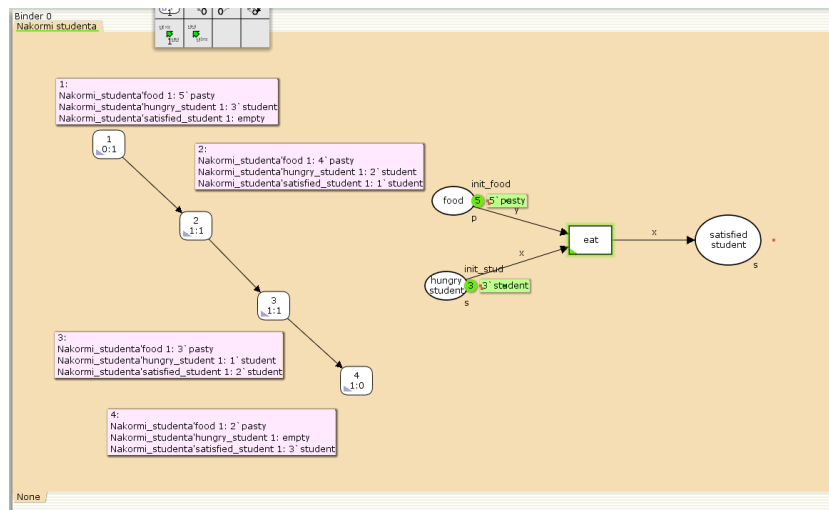 Binder 0
Nakormi studenta
1:
Nakormi_studenta'food 1: 5`pasty
Nakormi_studenta'hungry_student 1: 3`student
Nakormi_studenta'satisfied_student 1: empty
1
0:1
2:
Nakormi_studenta'food 1: 4`pasty
Nakormi_studenta'hungry_student 1: 2`student
Nakormi_studenta'satisfied_student 1: 1`student
2
1:1
3
1:1
3:
Nakormi_studenta'food 1: 3`pasty
Nakormi_studenta'hungry_student 1: 1`student
Nakormi_studenta'satisfied_student 1: 2`student
4
1:0
4:
Nakormi_studenta'food 1: 2`pasty
Nakormi_studenta'hungry_student 1: empty
Nakormi_studenta'satisfied_student 1: 3`student
init_food
food
5
5`pasty
p
y
eat
x
satisfied
student
s
x
init_stud
hungry
student
3
3`student
s
None